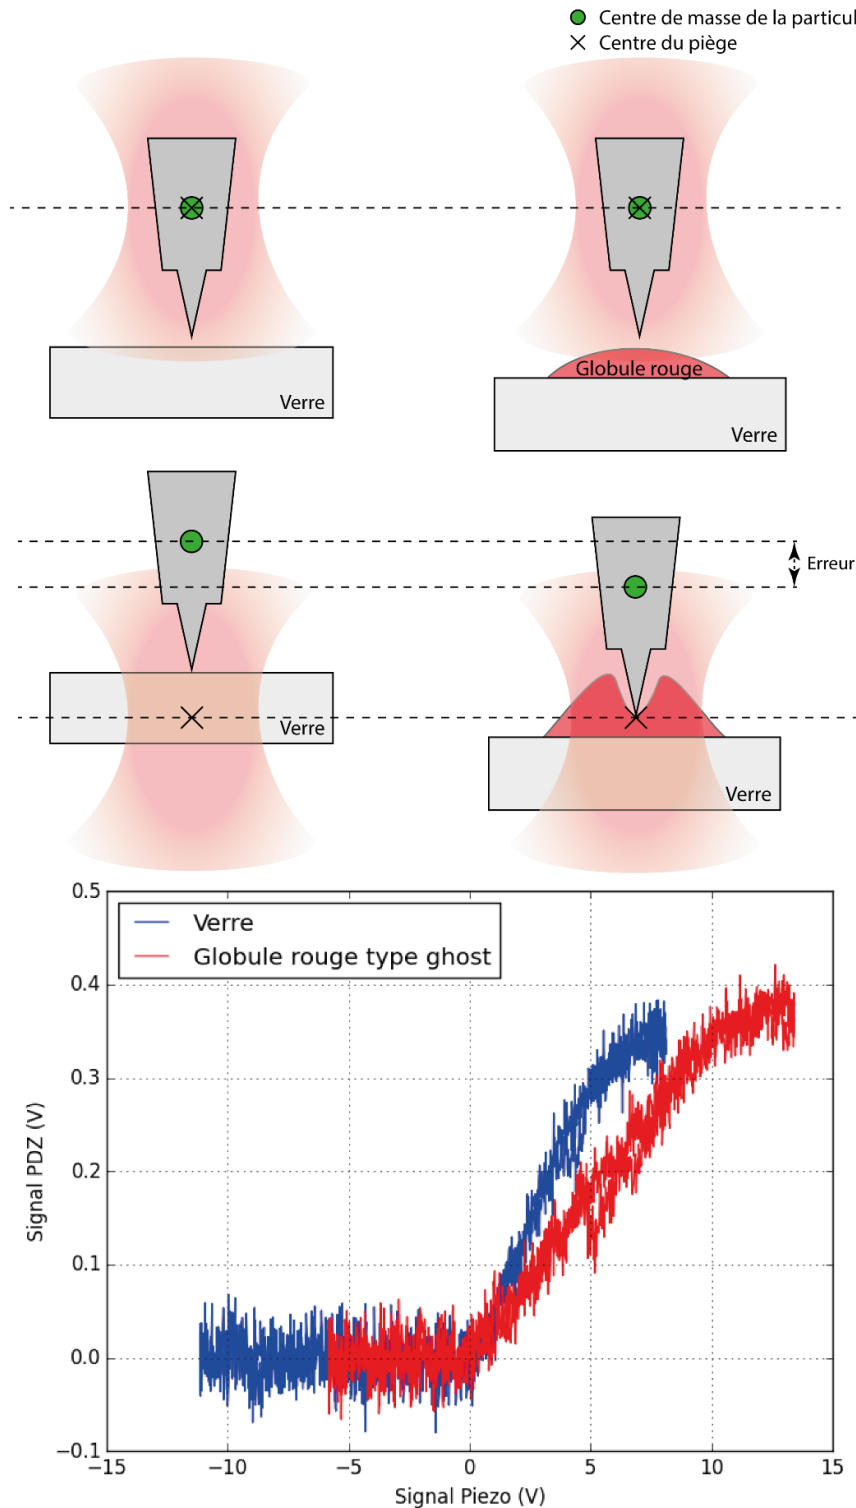 Centre de masse de la particul
Centre du piège
Verre
Globule rouge
Verre
Erreur
Verre
Verre
0.5
Verre
Globule rouge type ghost
0.4
0.3
0.2
0.1
0.0
−0.1
Signal PDZ (V)
−15 −10 −5 0 5 10 15
Signal Piezo (V)